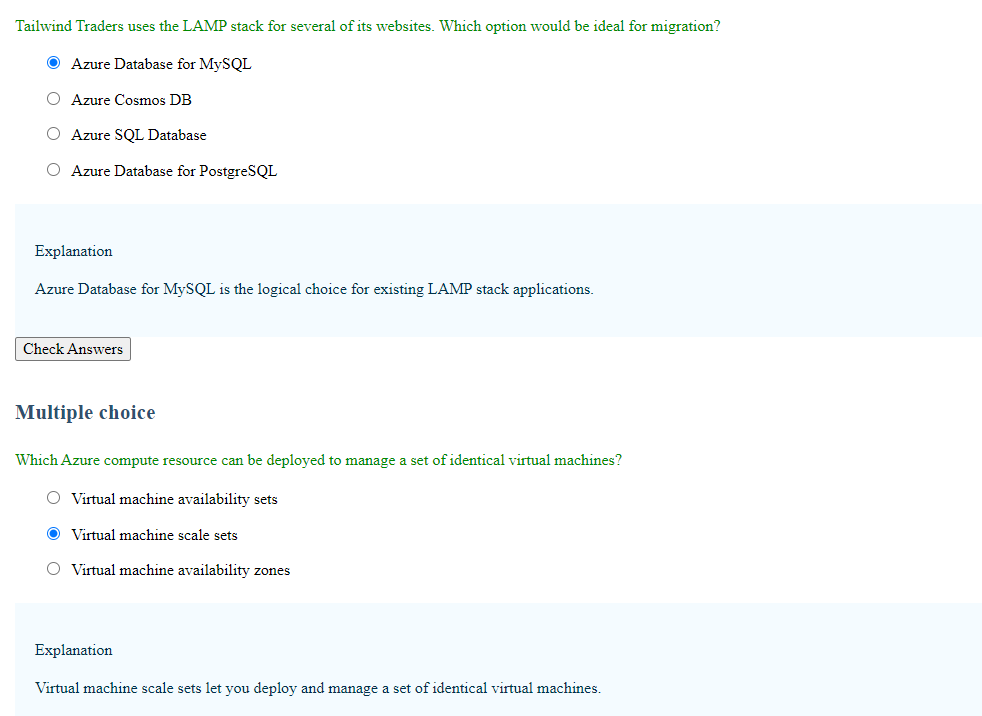 Tailwind Traders uses the LAMP stack for several of its websites. Which option would be ideal for migration?
Azure Database for MySQL
Azure Cosmos DB
Azure SQL Database
Azure Database for PostgreSQL
Explanation
Azure Database for MySQL is the logical choice for existing LAMP stack applications.
Check Answers
Multiple choice
Which Azure compute resource can be deployed to manage a set of identical virtual machines?
Virtual machine availability sets
Virtual machine scale sets
Virtual machine availability zones
Explanation
Virtual machine scale sets let you deploy and manage a set of identical virtual machines.